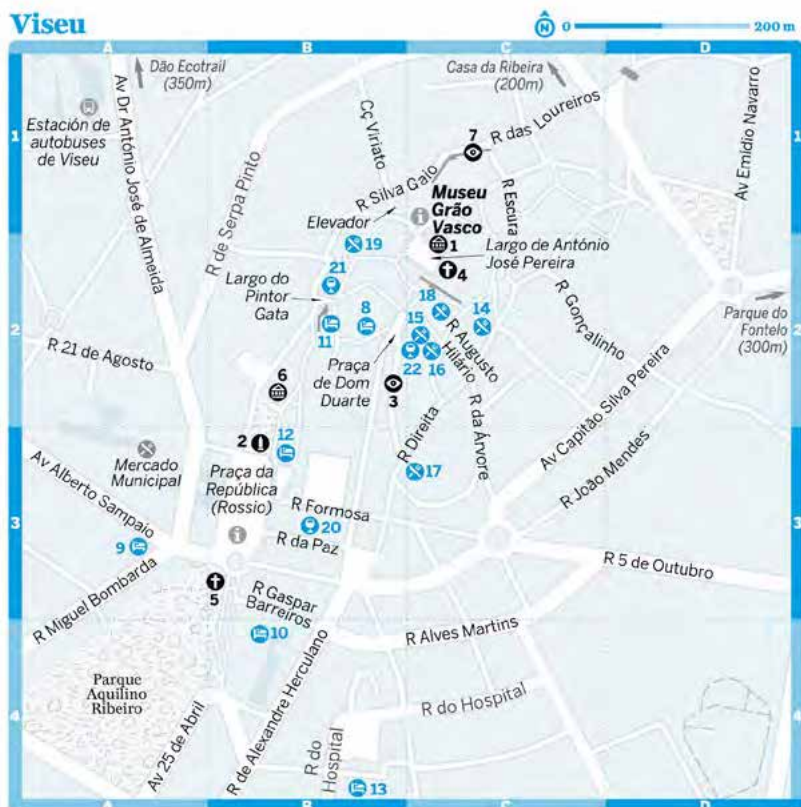 Viseu
N 0 200 m
A B C D
Dão Ecotrail
(350m)
Casa da Ribeira
(200m)
Estación de
autobuses
de Viseu
Av Dr António José de Almeida
R de Serpa Pinto
Cç Viriato
7
R das Loureiros
Av Emídio Navarro
1 1
R Silva Gaio
R Escura
Elevador
Museu
Grão
Vasco
i
19
1
Largo de António
José Pereira
4
21
Largo do
Pintor
Gata
8
11
18
15
14
R Gonçalinho
Parque do
Fontelo
(300m)
2 2
R 21 de Agosto
R Augusto
Hilário
22
16
Praça
de Dom
Duarte
3
6
R da Árvore
Av Capitão Silva Pereira
2
12
R Direita
17
Mercado
Municipal
Praça da
República
(Rossio)
R João Mendes
Av Alberto Sampaio
R Formosa
20
3 3
i
R da Paz
9
R 5 de Outubro
R Miguel Bombarda
5
R Gaspar
Barreiros
10
R Alves Martins
Parque
Aquilino
Ribeiro
R de Alexandre Herculano
R do Hospital
4 4
Av 25 de Abril
R do
Hospital
13
A B C D